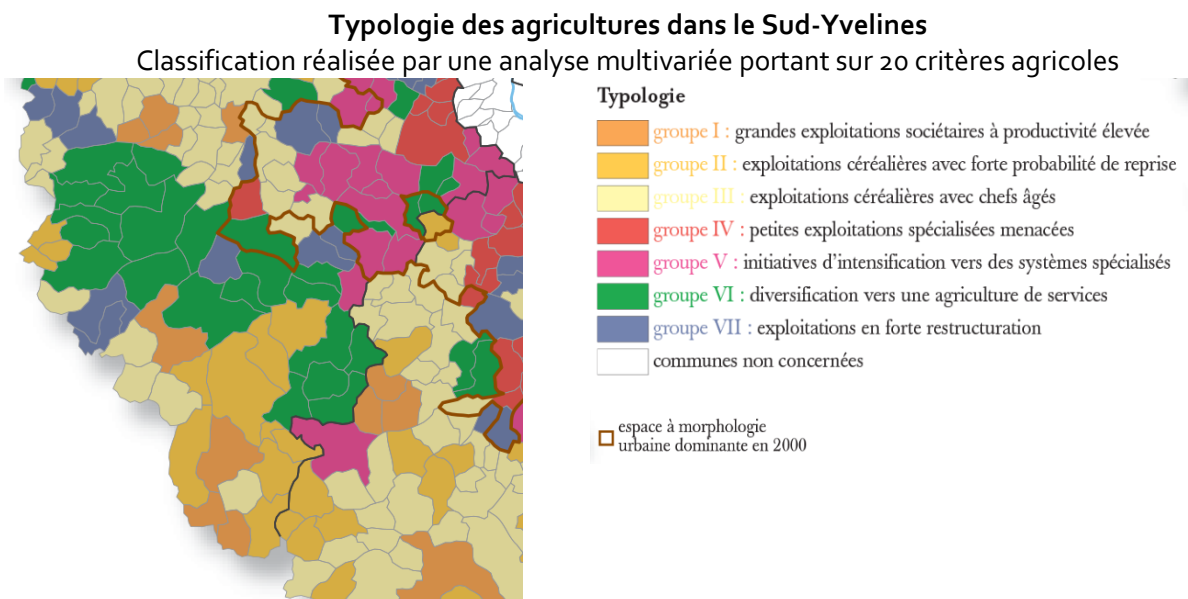 Typologie des agricultures dans le Sud-Yvelines
Classification réalisée par une analyse multivariée portant sur 20 critères agricoles
Typologie
groupe I : grandes exploitations sociétaires à productivité élevée
groupe II : exploitations céréalières avec forte probabilité de reprise
groupe III : exploitations céréalières avec chefs âgés
groupe IV : petites exploitations spécialisées menacées
groupe V : initiatives d'intensification vers des systèmes spécialisés
groupe VI : diversification vers une agriculture de services
groupe VII : exploitations en forte restructuration
communes non concernées
espace à morphologie
urbaine dominante en 2000